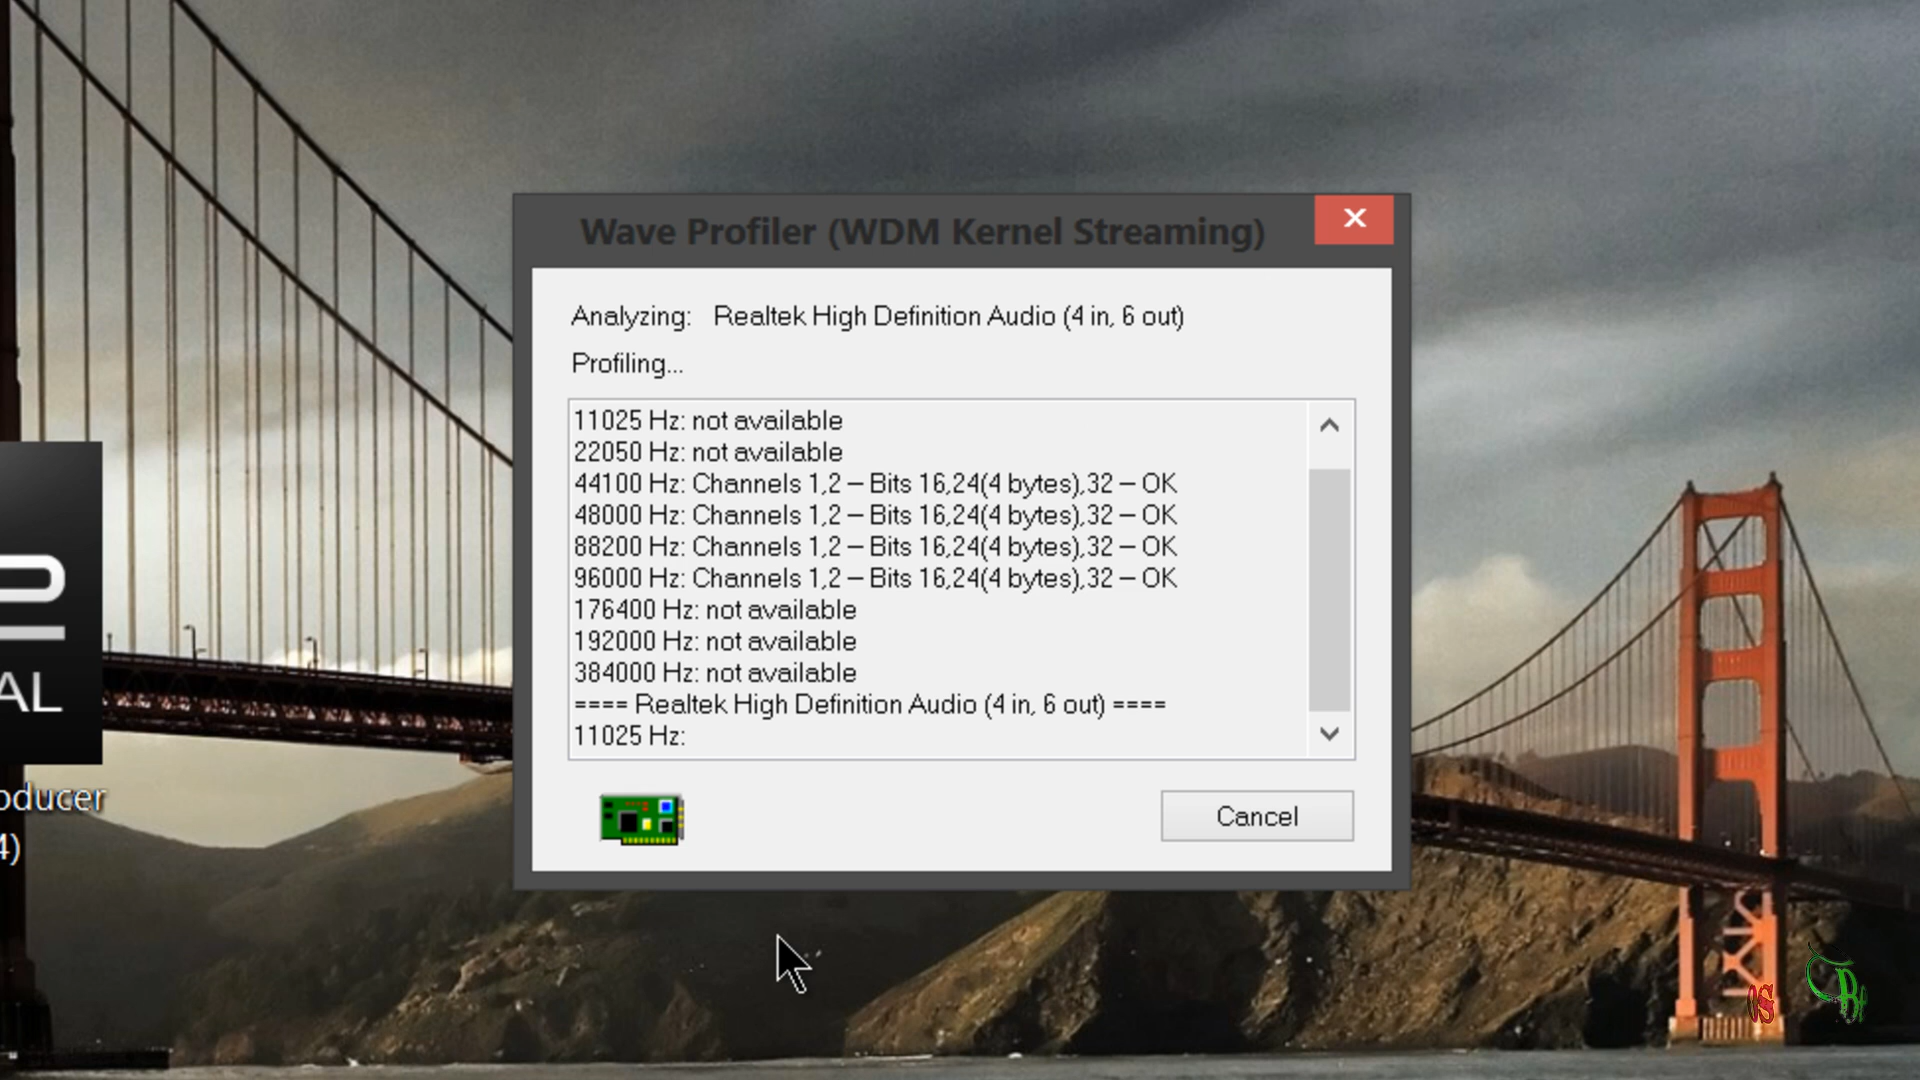 Wave Profiler (WDM Kernel Streaming)
Analyzing: Realtek High Definition Audio (4 in, 6 out)
Profiling...
11025 Hz: not available
22050 Hz: not available
44100 Hz: Channels 1,2 – Bits 16,24(4 bytes),32 – OK
48000 Hz: Channels 1,2 – Bits 16,24(4 bytes),32 – OK
88200 Hz: Channels 1,2 – Bits 16,24(4 bytes),32 – OK
96000 Hz: Channels 1,2 – Bits 16,24(4 bytes),32 – OK
176400 Hz: not available
192000 Hz: not available
384000 Hz: not available
==== Realtek High Definition Audio (4 in, 6 out) ====
11025 Hz:
Cancel
AL
oducer
4)